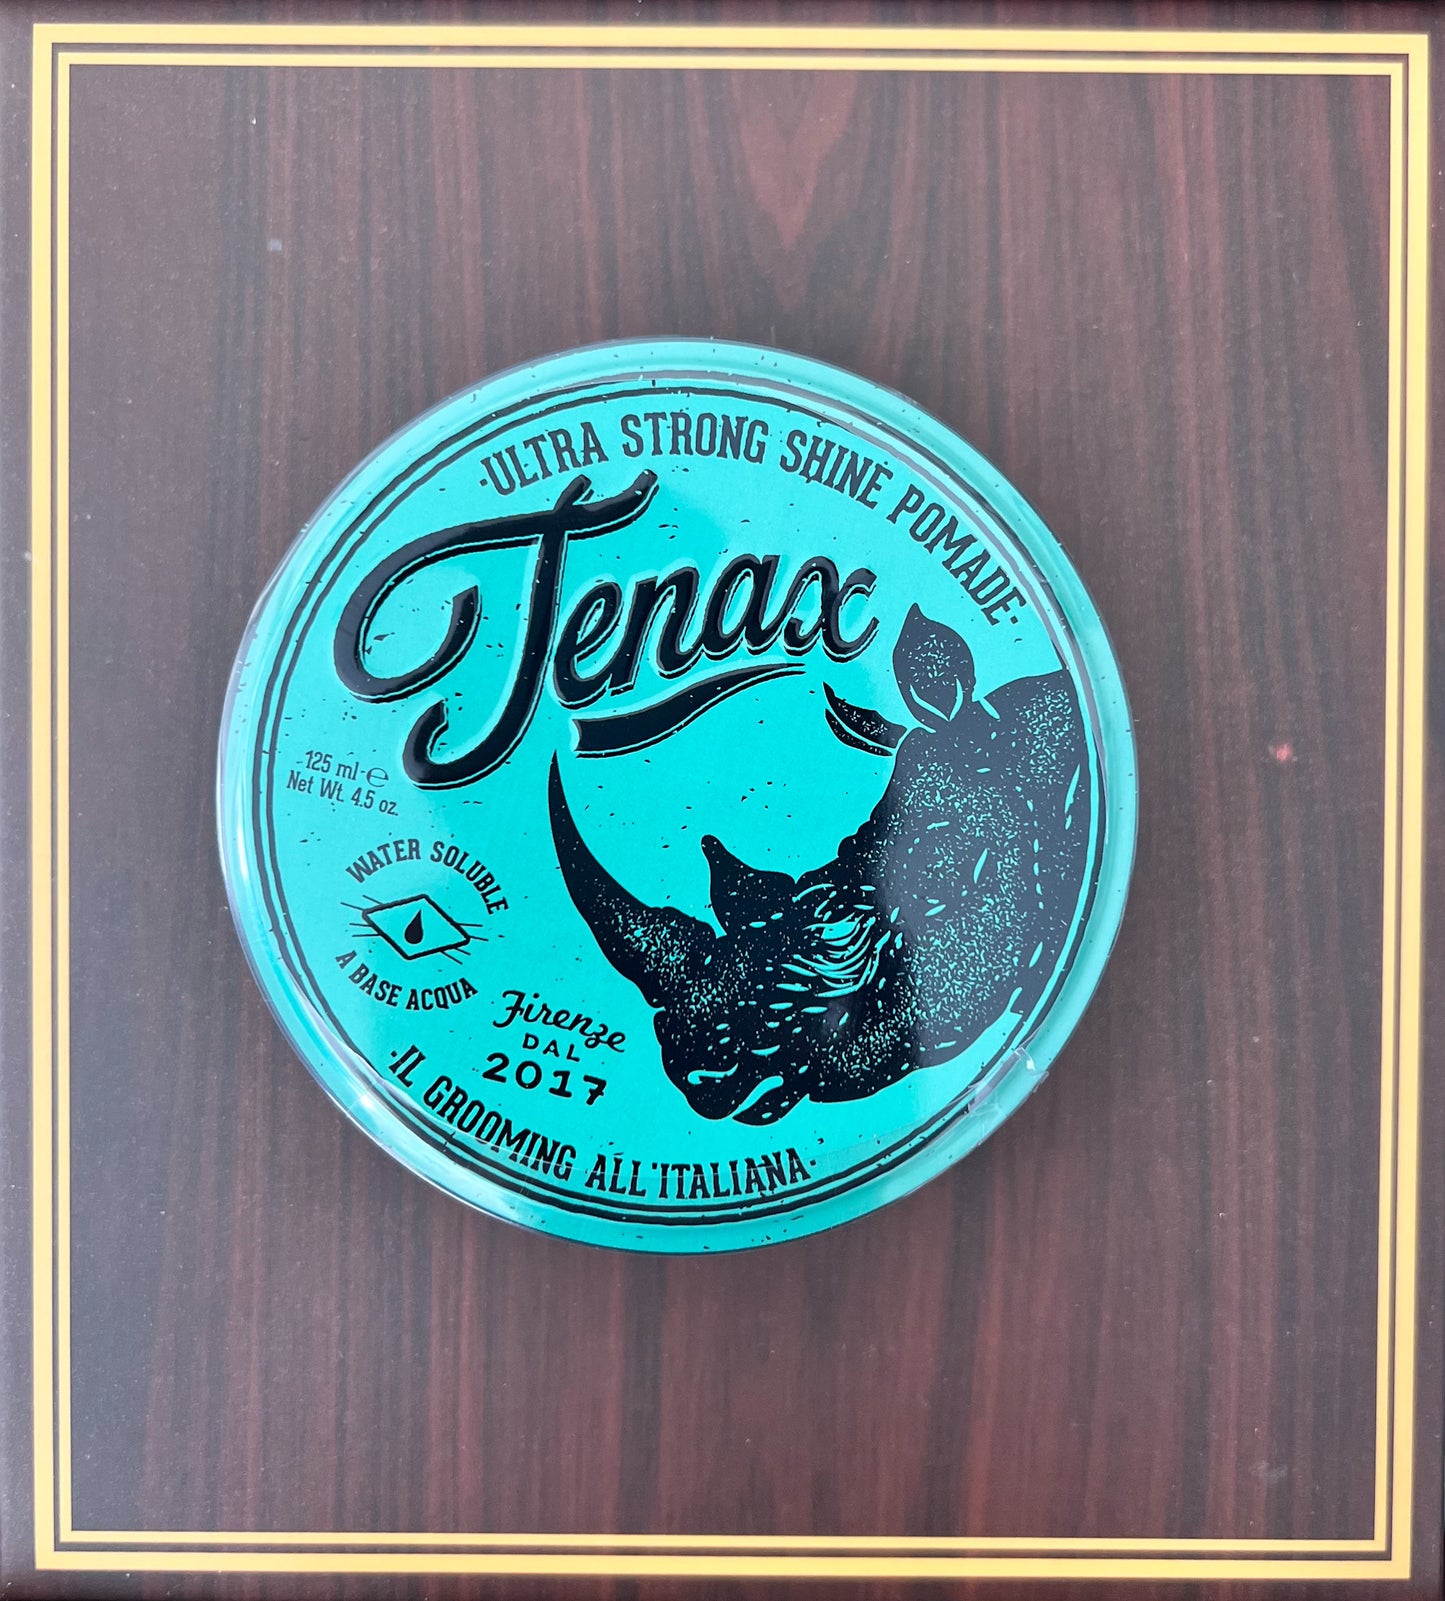 ·ULTRA STRONG SHINE POMADE·
Tenax
125 ml ℮
Net Wt. 4.5 oz.
WATER SOLUBLE
A BASE ACQUA
Firenze
DAL
2017
·IL GROOMING ALL'ITALIANA·